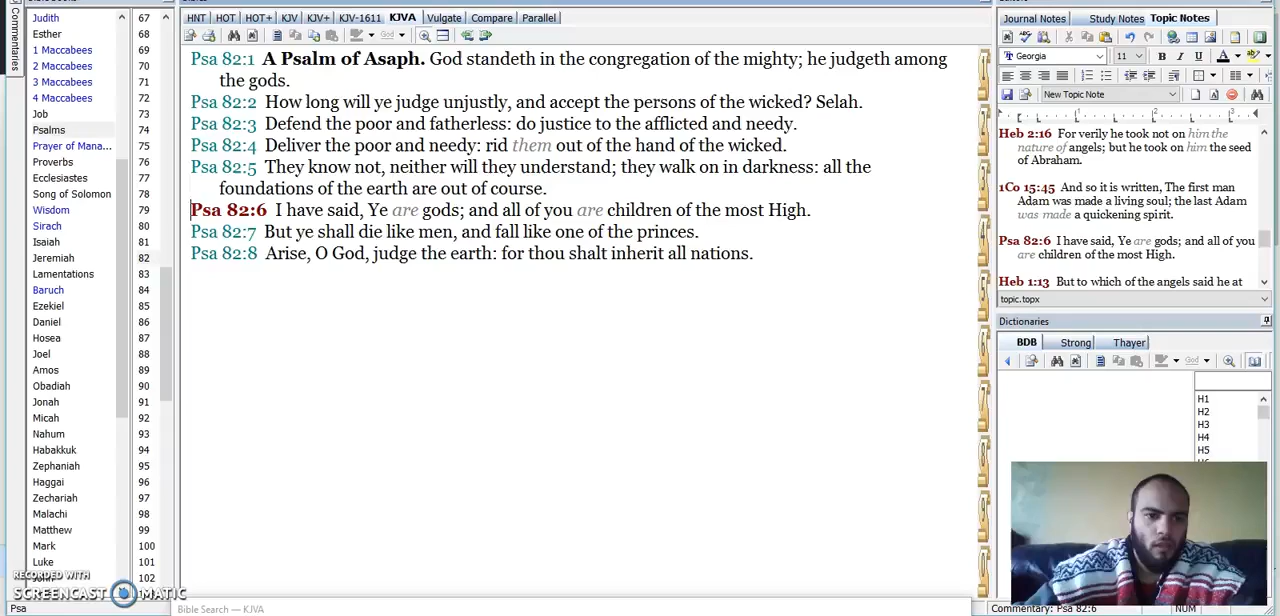 Commentaries
Judith
Esther
1 Maccabees
2 Maccabees
3 Maccabees
4 Maccabees
Job
Psalms
Prayer of Mana...
Proverbs
Ecclesiastes
Song of Solomon
Wisdom
Sirach
Isaiah
Jeremiah
Lamentations
Baruch
Ezekiel
Daniel
Hosea
Joel
Amos
Obadiah
Jonah
Micah
Nahum
Habakkuk
Zephaniah
Haggai
Zechariah
Malachi
Matthew
Mark
Luke
John
67
68
69
70
71
72
73
74
75
76
77
78
79
80
81
82
83
84
85
86
87
88
89
90
91
92
93
94
95
96
97
98
99
100
101
102
RECORDED WITH
SCREENCAST MATIC
Psa
HNT HOT HOT+ KJV KJV+ KJV-1611 KJVA Vulgate Compare Parallel
God
Psa 82:1 A Psalm of Asaph. God standeth in the congregation of the mighty; he judgeth among
the gods.
Psa 82:2 How long will ye judge unjustly, and accept the persons of the wicked? Selah.
Psa 82:3 Defend the poor and fatherless: do justice to the afflicted and needy.
Psa 82:4 Deliver the poor and needy: rid them out of the hand of the wicked.
Psa 82:5 They know not, neither will they understand; they walk on in darkness: all the
foundations of the earth are out of course.
Psa 82:6 I have said, Ye are gods; and all of you are children of the most High.
Psa 82:7 But ye shall die like men, and fall like one of the princes.
Psa 82:8 Arise, O God, judge the earth: for thou shalt inherit all nations.
Bible Search — KJVA
Journal Notes Study Notes Topic Notes
Georgia 11 B I U A
New Topic Note
1 2 3
Heb 2:16 For verily he took not on him the
nature of angels; but he took on him the seed
of Abraham.
1Co 15:45 And so it is written, The first man
Adam was made a living soul; the last Adam
was made a quickening spirit.
Psa 82:6 I have said, Ye are gods; and all of you
are children of the most High.
Heb 1:13 But to which of the angels said he at
topic.topx
Dictionaries
BDB Strong Thayer
God
H1
H2
H3
H4
H5
Commentary: Psa 82:6 NUM